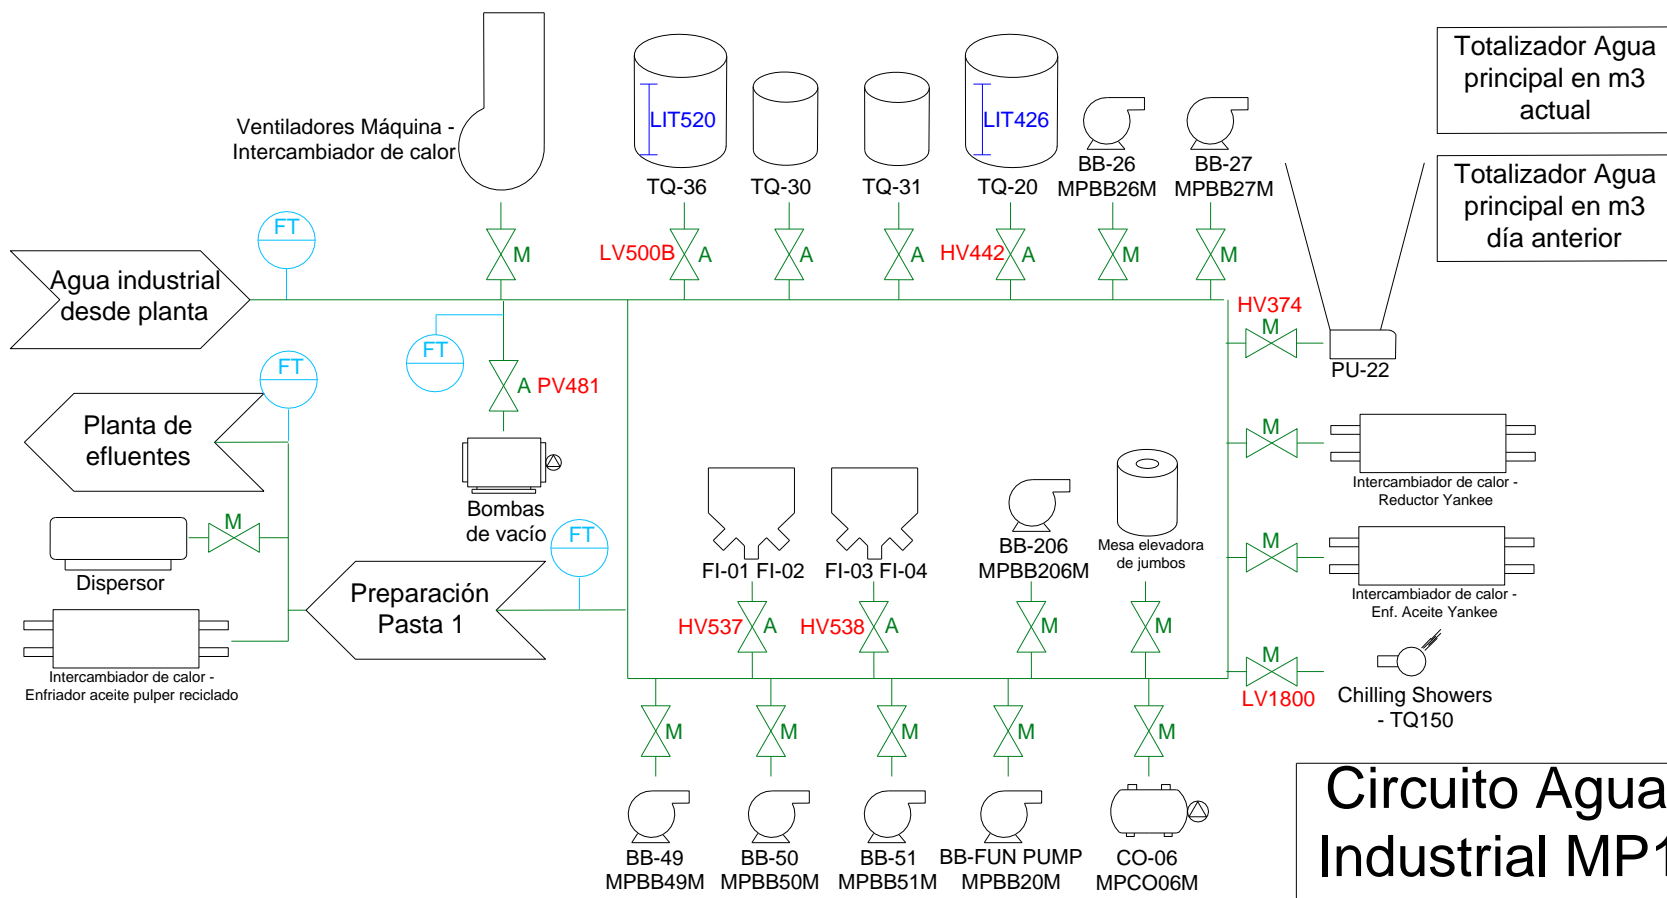 Totalizador Agua
principal en m3
actual
Ventiladores Máquina -
Intercambiador de calor
LIT520
LIT426
TQ-36
TQ-30
TQ-31
TQ-20
BB-26
MPBB26M
BB-27
MPBB27M
Totalizador Agua
principal en m3
día anterior
FT
Agua industrial
desde planta
M
LV500B
A
A
A
HV442
A
M
M
HV374
M
PU-22
FT
A
PV481
Bombas
de vacío
FT
Planta de
efluentes
M
Dispersor
Intercambiador de calor -
Enfriador aceite pulper reciclado
Preparación
Pasta 1
FT
FI-01 FI-02
FI-03 FI-04
BB-206
MPBB206M
Mesa elevadora
de jumbos
HV537
A
HV538
A
M
M
M
Intercambiador de calor -
Reductor Yankee
M
Intercambiador de calor -
Enf. Aceite Yankee
M
LV1800
Chilling Showers
- TQ150
M
M
M
M
M
BB-49
MPBB49M
BB-50
MPBB50M
BB-51
MPBB51M
BB-FUN PUMP
MPBB20M
CO-06
MPCO06M
Circuito Agua
Industrial MP1